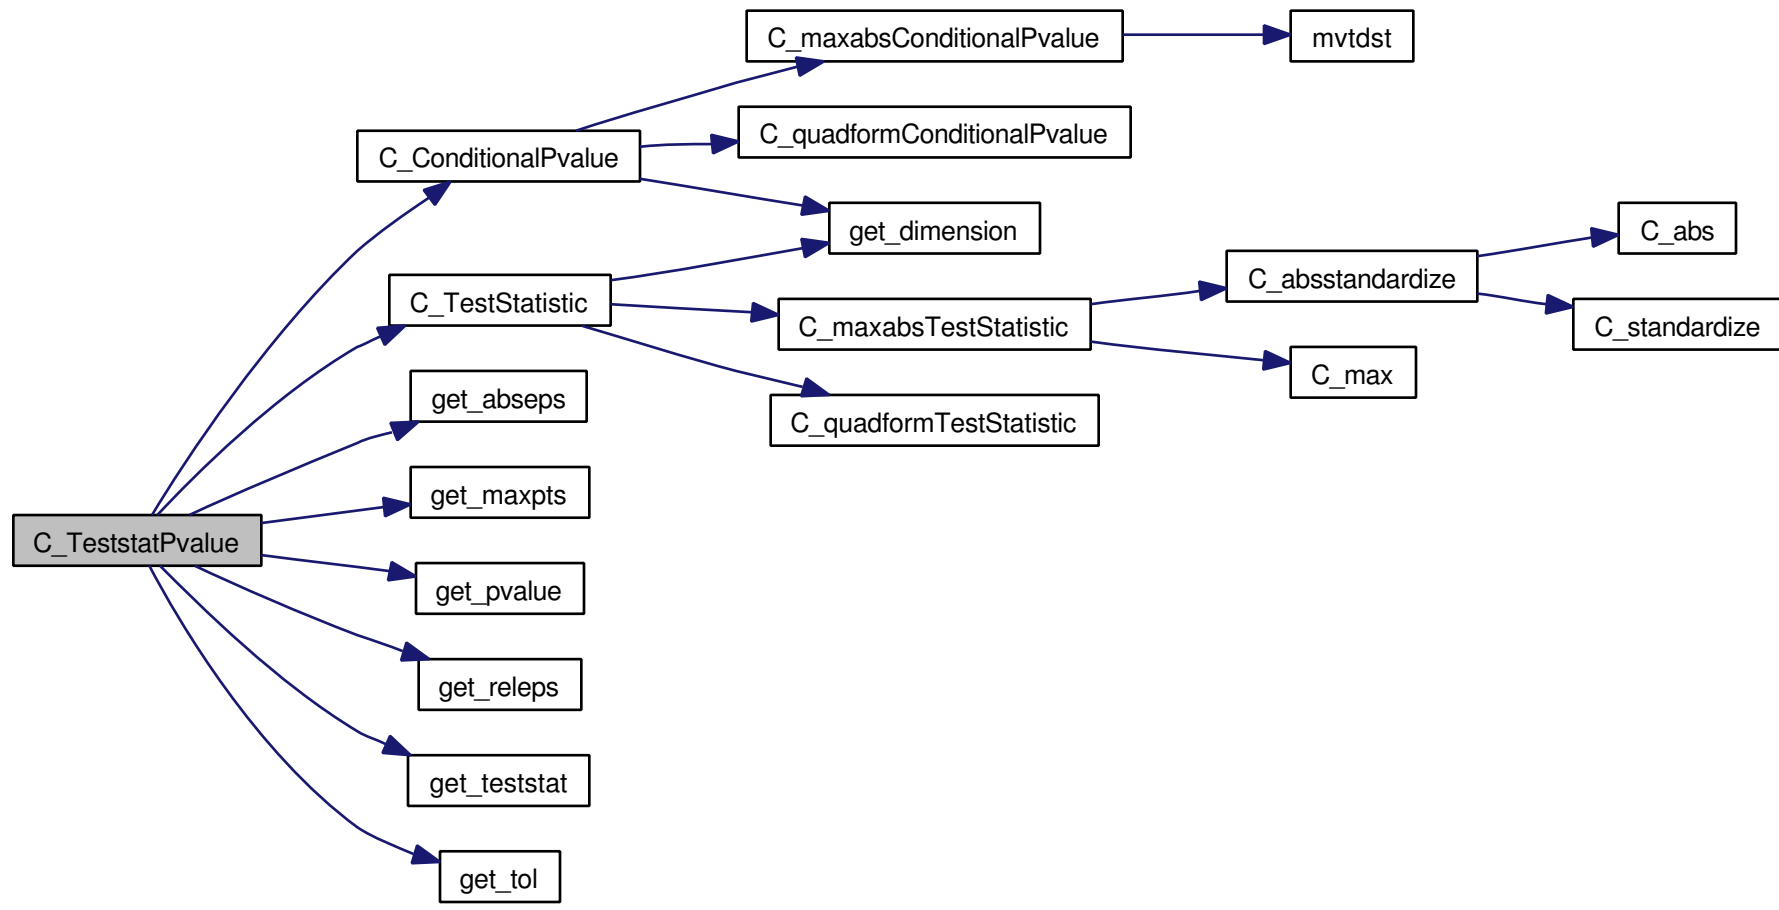 C_maxabsConditionalPvalue
mvtdst
C_quadformConditionalPvalue
C_ConditionalPvalue
get_dimension
C_abs
C_absstandardize
C_TestStatistic
C_maxabsTestStatistic
C_standardize
C_max
get_abseps
C_quadformTestStatistic
get_maxpts
C_TeststatPvalue
get_pvalue
get_releps
get_teststat
get_tol